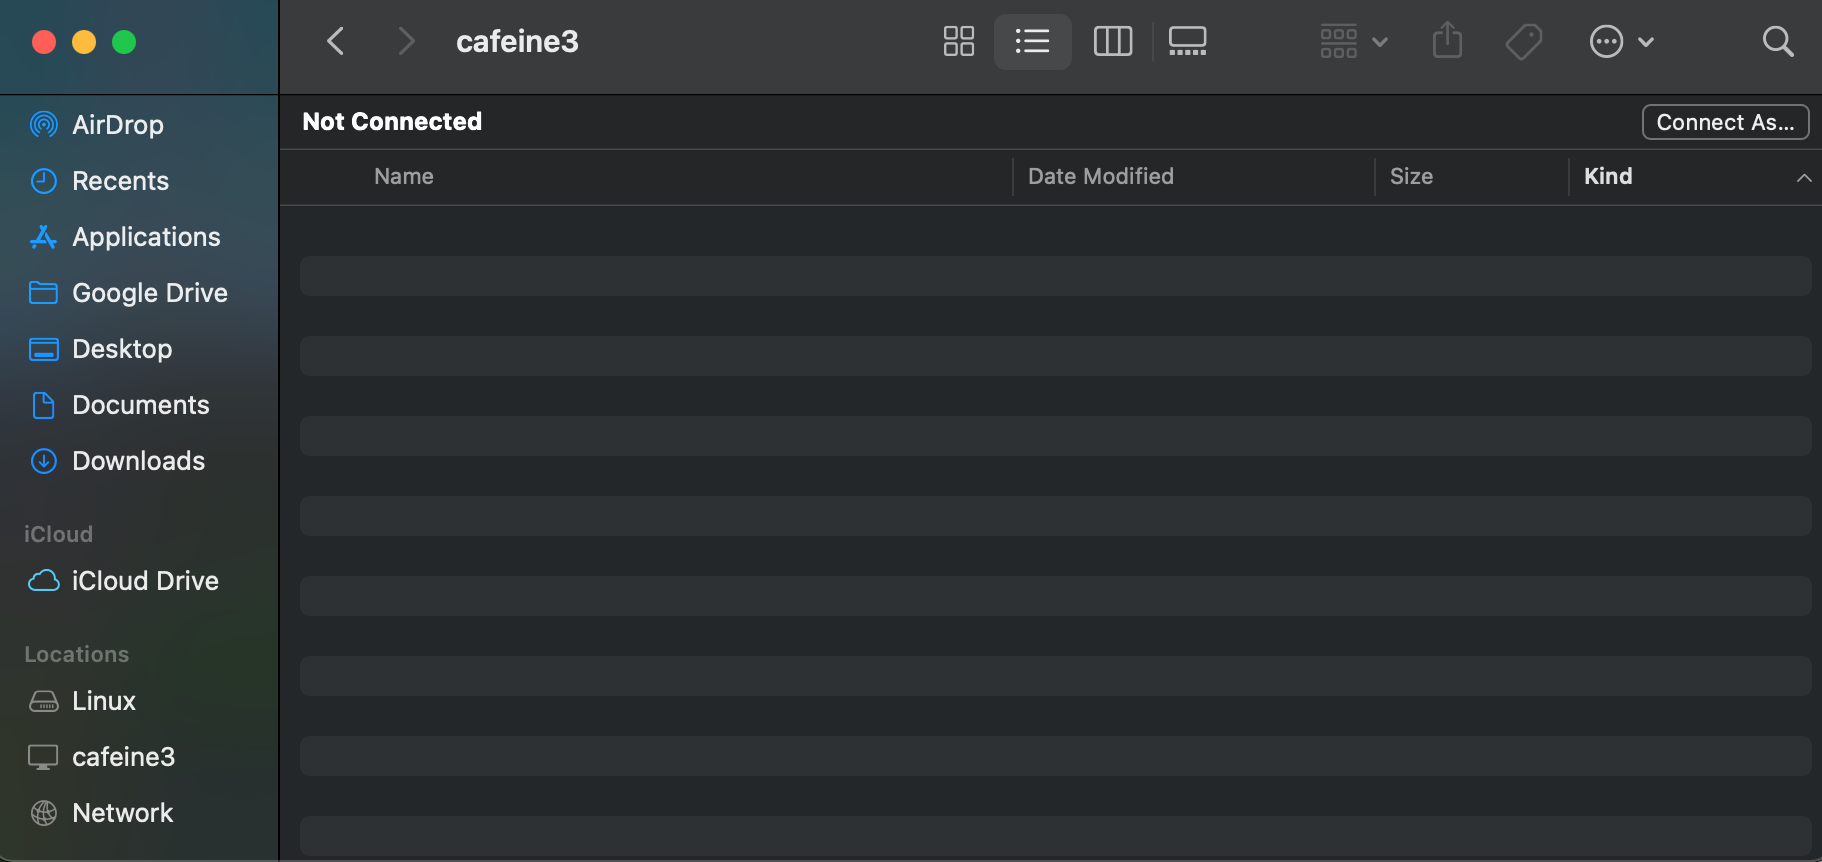 cafeine3
AirDrop
Recents
Applications
Google Drive
Desktop
Documents
Downloads
iCloud
iCloud Drive
Locations
Linux
cafeine3
Network
Not Connected
Connect As...
Name Date Modified Size Kind